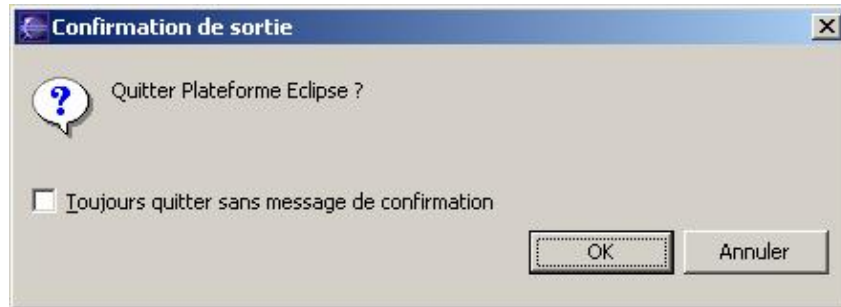 Confirmation de sortie
Quitter Plateforme Eclipse ?
Toujours quitter sans message de confirmation
OK Annuler